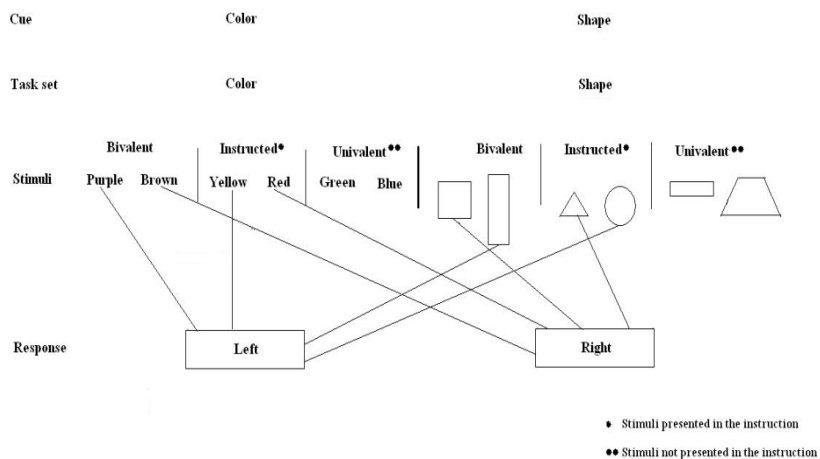 Cue Color Shape
Task set Color Shape
Bivalent Instructed• Univalent•• Bivalent Instructed• Univalent••
Stimuli Purple Brown Yellow Red Green Blue
Response Left Right
• Stimuli presented in the instruction
•• Stimuli not presented in the instruction